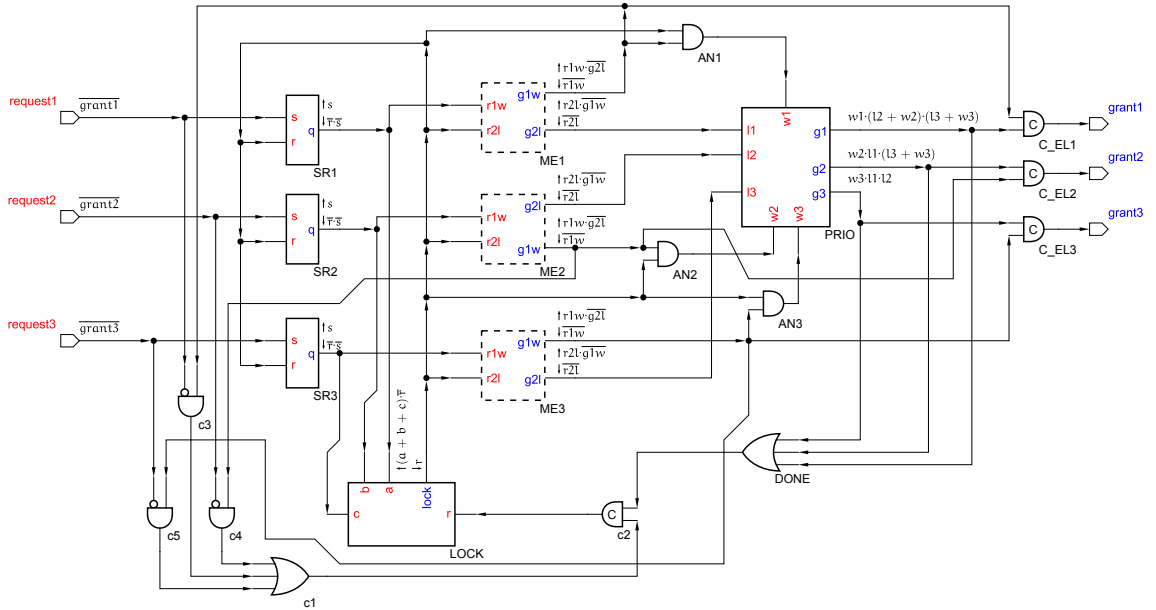 AN1
↑r1w·g2l̅
↓r1w̅
request1
grant1̅
↑s
↓r̅·s̅
s
q
r
SR1
r1w
g1w
r2l
g2l
ME1
↑r2l·g1w̅
↓r2l̅
w1
l1
g1
w1·(l2 + w2)·(l3 + w3)
C
grant1
C_EL1
l2
g2
w2·l1·(l3 + w3)
C
grant2
C_EL2
l3
g3
w3·l1·l2
w2
w3
PRIO
C
grant3
C_EL3
request2
grant2̅
↑s
↓r̅·s̅
s
q
r
SR2
r1w
g2l
r2l
g1w
ME2
↑r2l·g1w̅
↓r2l̅
↑r1w·g2l̅
↓r1w̅
AN2
AN3
request3
grant3̅
↑s
↓r̅·s̅
s
q
r
SR3
r1w
g1w
r2l
g2l
ME3
↑r1w·g2l̅
↓r1w̅
↑r2l·g1w̅
↓r2l̅
c3
↑(a + b + c)·r̅
↓r
DONE
b
a
lock
c
r
LOCK
C
c2
c5
c4
c1